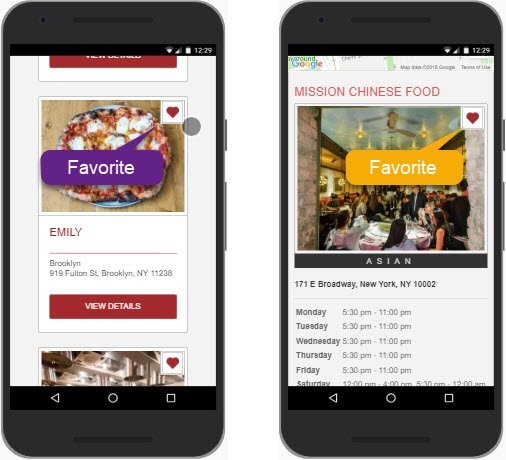 12:29
VIEW DETAILS
Favorite
EMILY
Brooklyn
919 Fulton St, Brooklyn, NY 11238
VIEW DETAILS
12:29
Google
Map data ©2016 Google
Terms of Use
MISSION CHINESE FOOD
Favorite
ASIAN
171 E Broadway, New York, NY 10002
Monday 5:30 pm - 11:00 pm
Tuesday 5:30 pm - 11:00 pm
Wednesday 5:30 pm - 11:00 pm
Thursday 5:30 pm - 11:00 pm
Friday 5:30 pm - 11:00 pm
Saturday 12:00 pm - 4:00 pm, 5:30 pm - 12:00 am